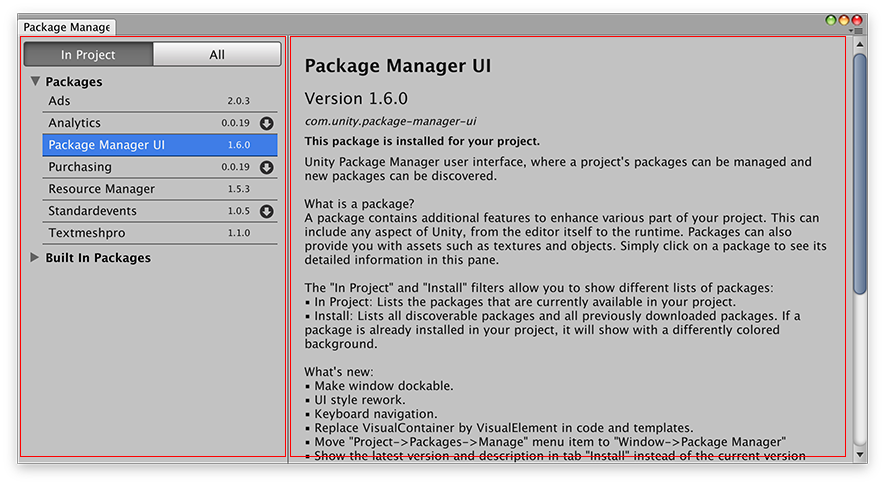 Package Manage
In Project All
Packages
Ads 2.0.3
Analytics 0.0.19
Package Manager UI 1.6.0
Purchasing 0.0.19
Resource Manager 1.5.3
Standardevents 1.0.5
Textmeshpro 1.1.0
Built In Packages
Package Manager UI
Version 1.6.0
com.unity.package-manager-ui
This package is installed for your project.
Unity Package Manager user interface, where a project's packages can be managed and
new packages can be discovered.
What is a package?
A package contains additional features to enhance various part of your project. This can
include any aspect of Unity, from the editor itself to the runtime. Packages can also
provide you with assets such as textures and objects. Simply click on a package to see its
detailed information in this pane.
The "In Project" and "Install" filters allow you to show different lists of packages:
▪ In Project: Lists the packages that are currently available in your project.
▪ Install: Lists all discoverable packages and all previously downloaded packages. If a
package is already installed in your project, it will show with a differently colored
background.
What's new:
▪ Make window dockable.
▪ UI style rework.
▪ Keyboard navigation.
▪ Replace VisualContainer by VisualElement in code and templates.
▪ Move "Project->Packages->Manage" menu item to "Window->Package Manager"
▪ Show the latest version and description in tab "Install" instead of the current version